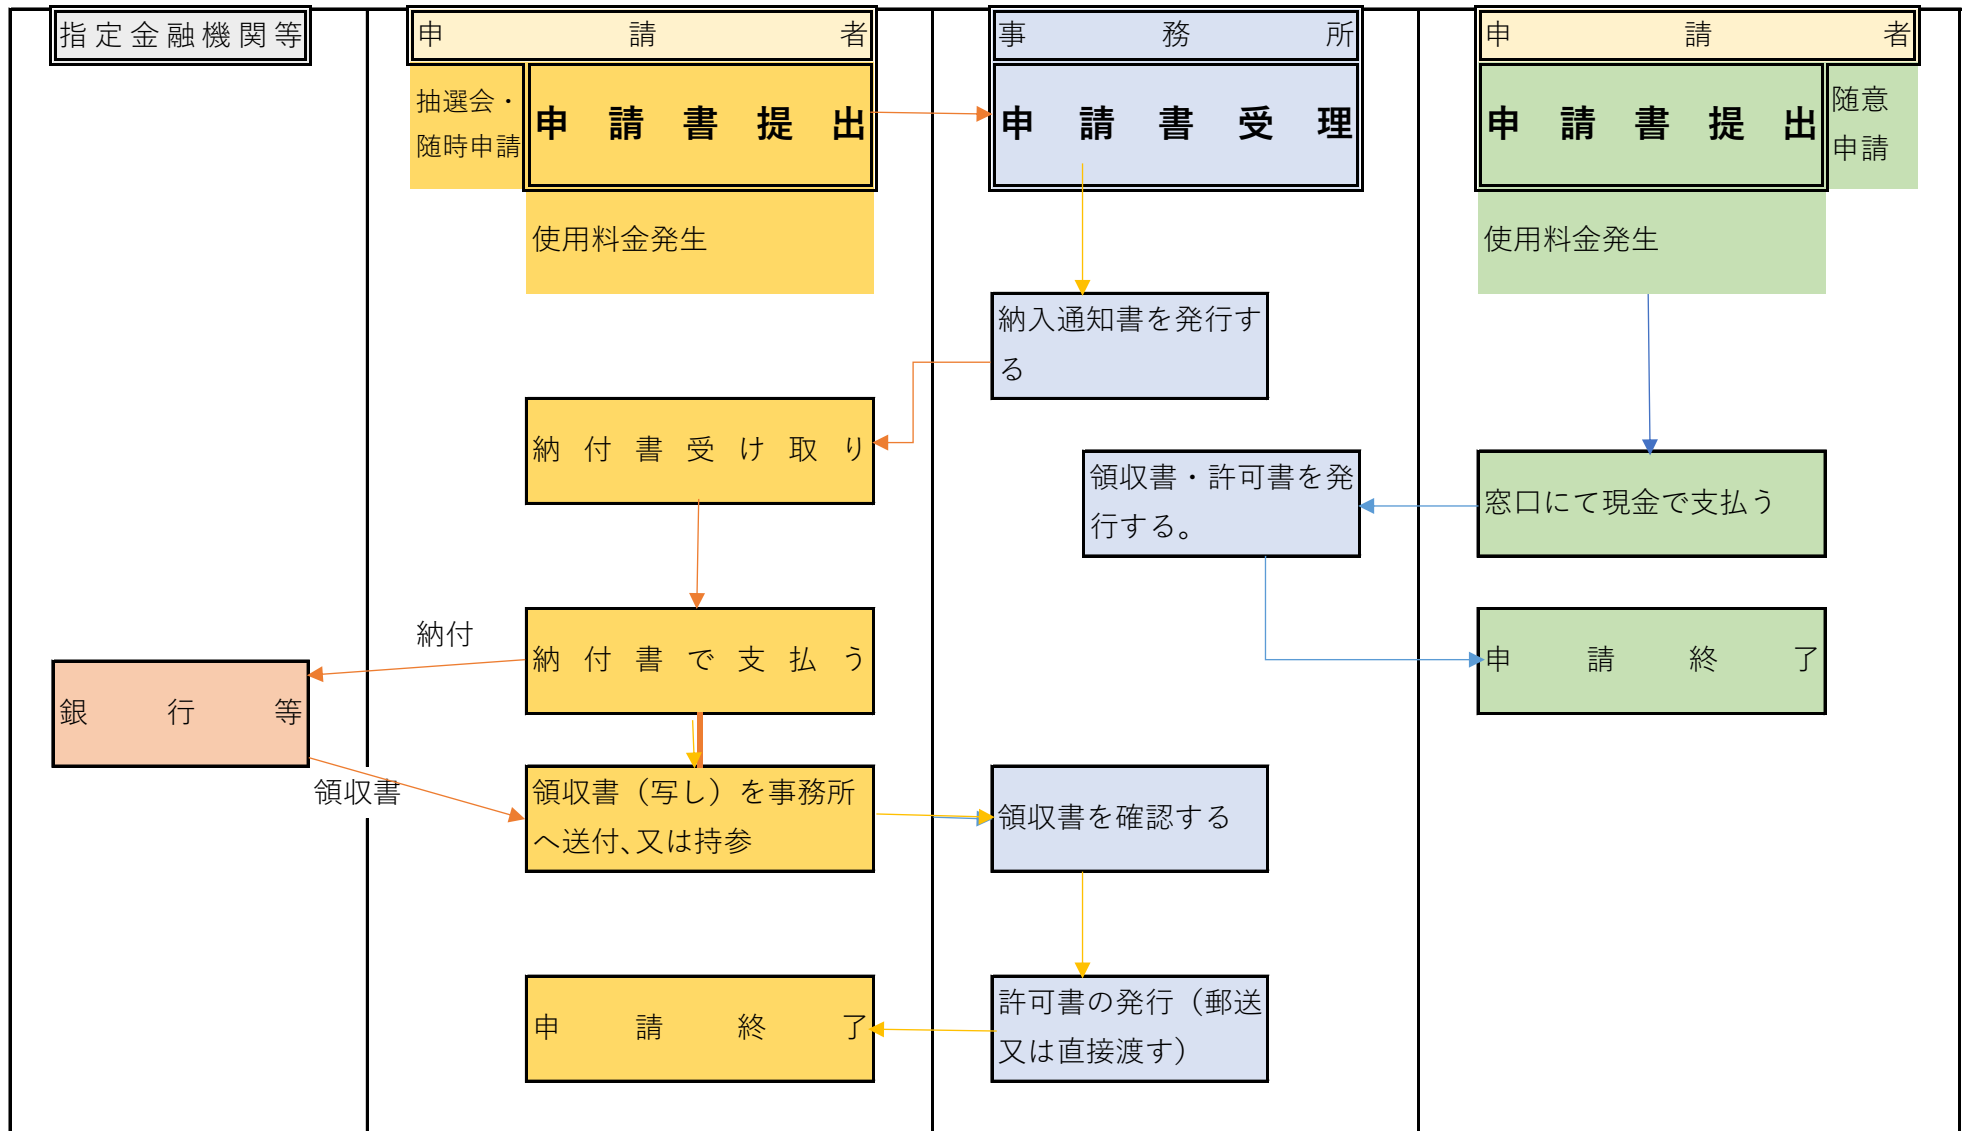 指定金融機関等
申請者
事務所
申請者
抽選会・
随時申請
申請書提出
申請書受理
申請書提出
随意
申請
使用料金発生
使用料金発生
納入通知書を発行す
る
納付書受け取り
領収書・許可書を発
行する。
窓口にて現金で支払う
納付
納付書で支払う
申請終了
銀行等
領収書
領収書（写し）を事務所
へ送付、又は持参
領収書を確認する
申請終了
許可書の発行（郵送
又は直接渡す）